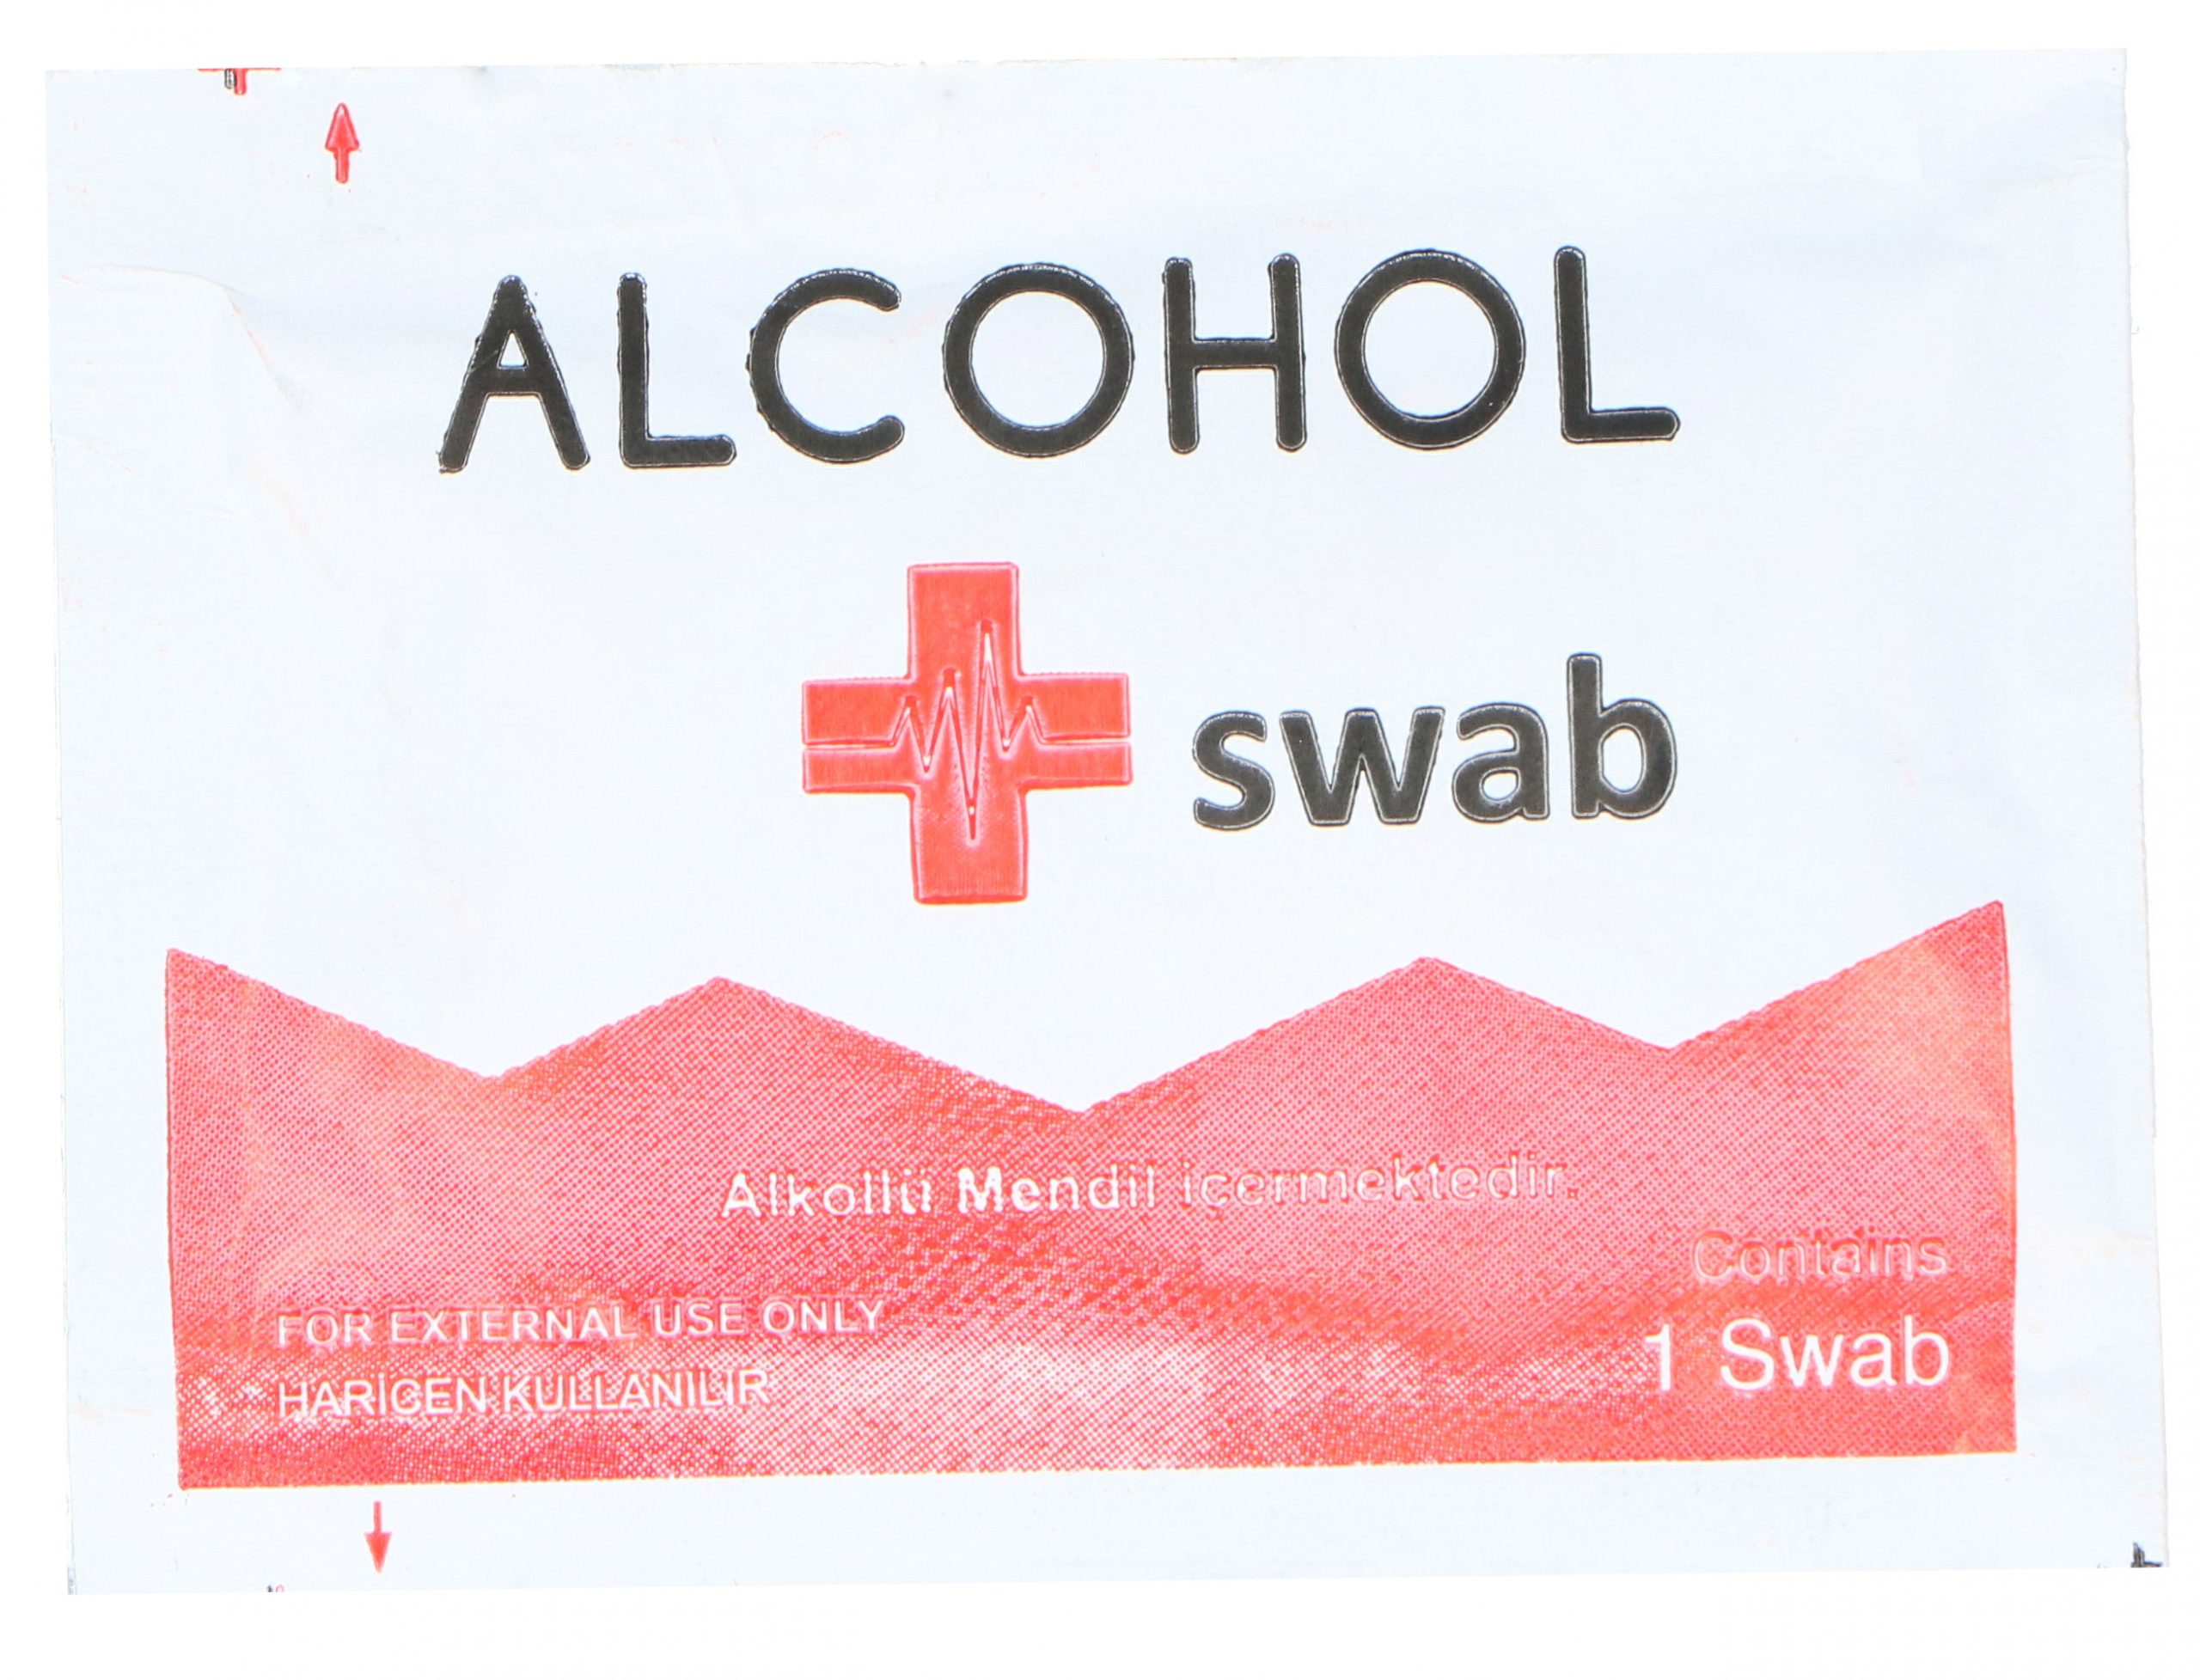 ALCOHOL
swab
Alkollü Mendil içermektedir.
Contains
1 Swab
FOR EXTERNAL USE ONLY
HARİCEN KULLANILIR